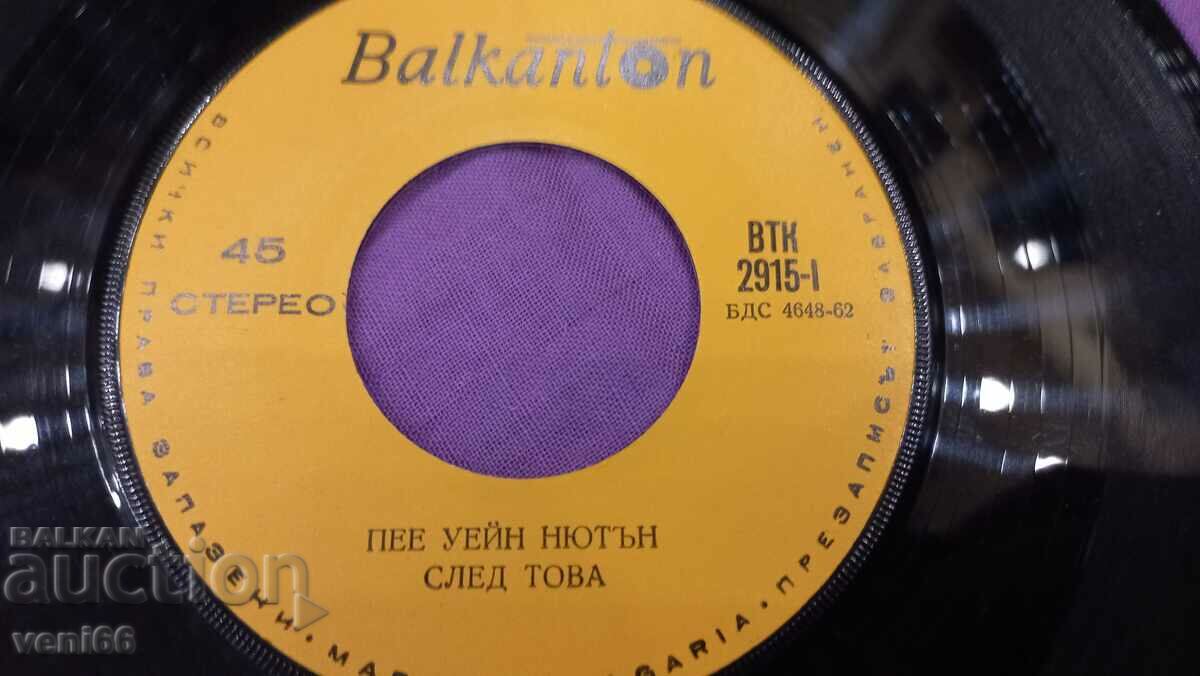 Balkanton
45
СТЕРЕО
ВТК
2915-I
БДС 4648-62
ПЕЕ УЕЙН НЮТЪН
СЛЕД ТОВА
ВСИЧКИ ПРАВА ЗАПАЗЕНИ ·
ПРЕЗАПИСЪТ ЗАБРАНЕН
BALKAN
auction
veni66